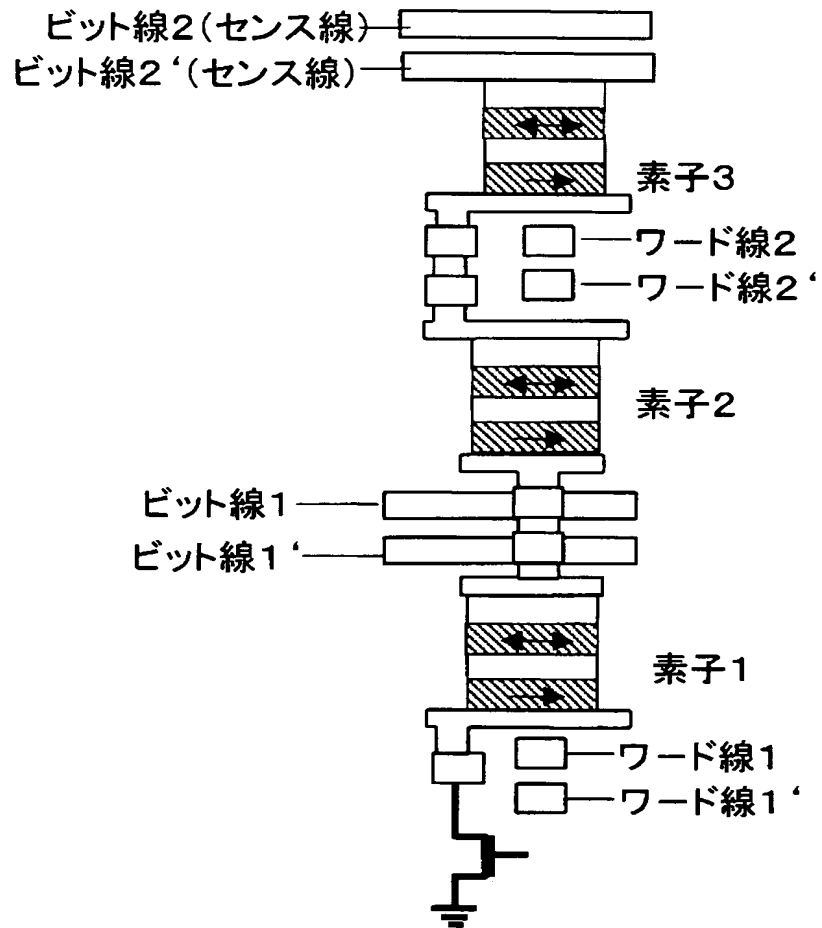 ビット線2(センス線)
ビット線2‘(センス線)
素子3
ワード線2
ワード線2‘
素子2
ビット線1
ビット線1‘
素子1
ワード線1
ワード線1‘